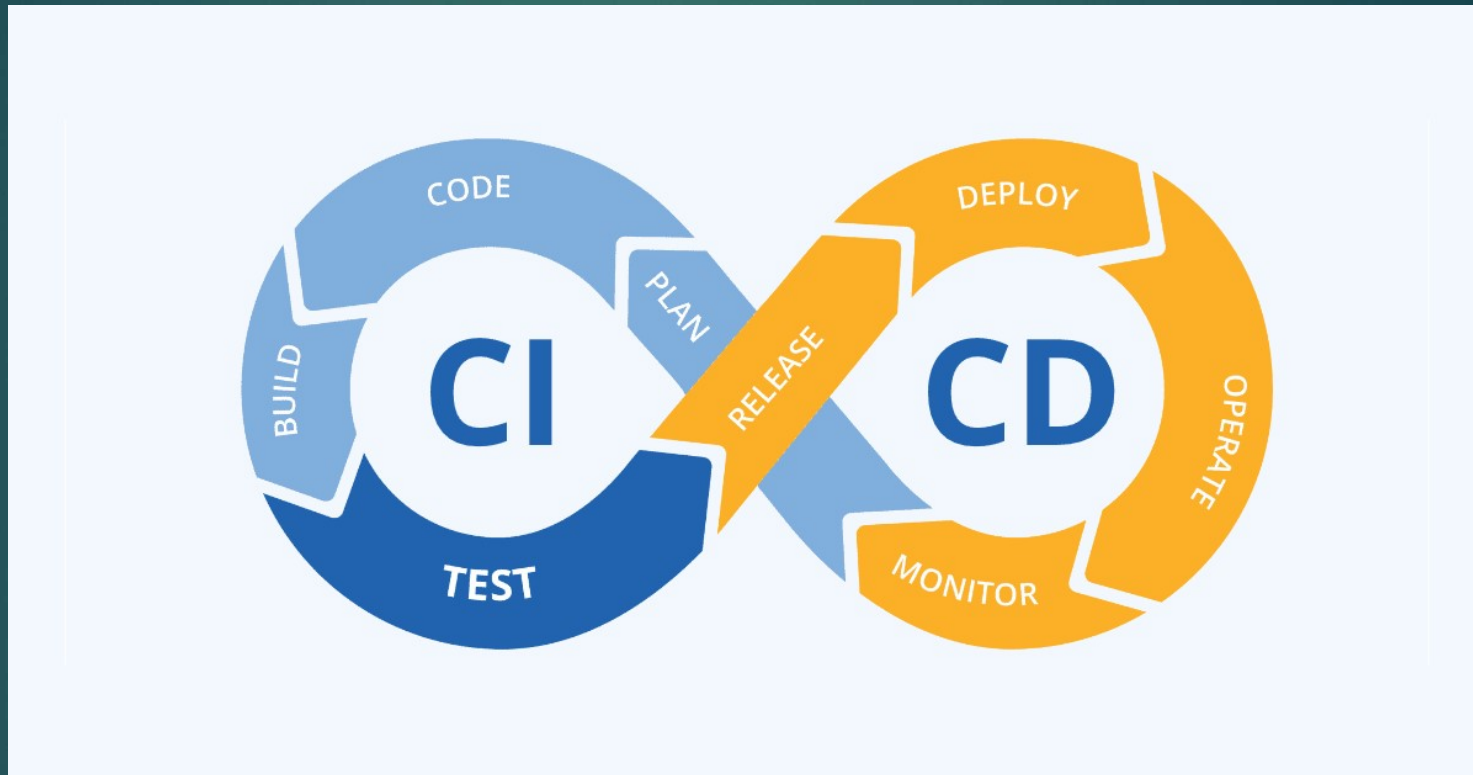 CODE
DEPLOY
PLAN
BUILD
CI
RELEASE
CD
OPERATE
TEST
MONITOR